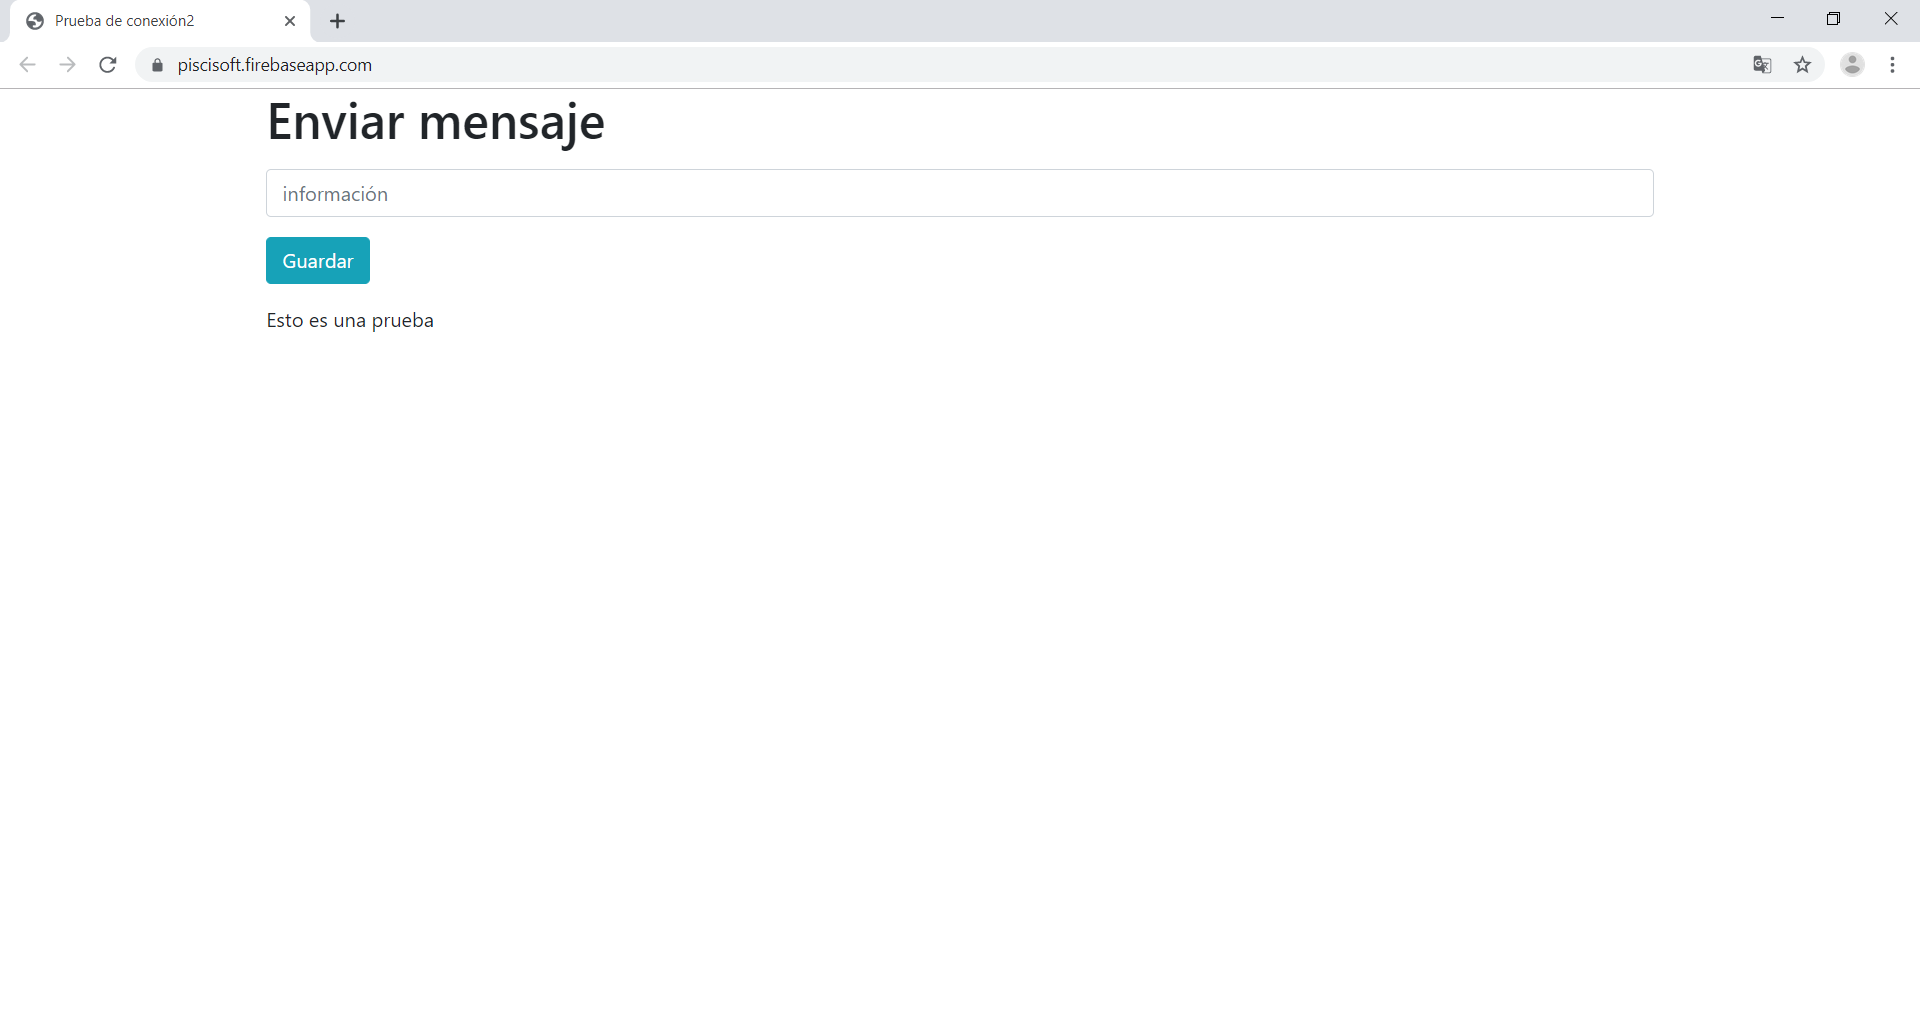 Prueba de conexión2
piscisoft.firebaseapp.com
Enviar mensaje
información
Guardar
Esto es una prueba